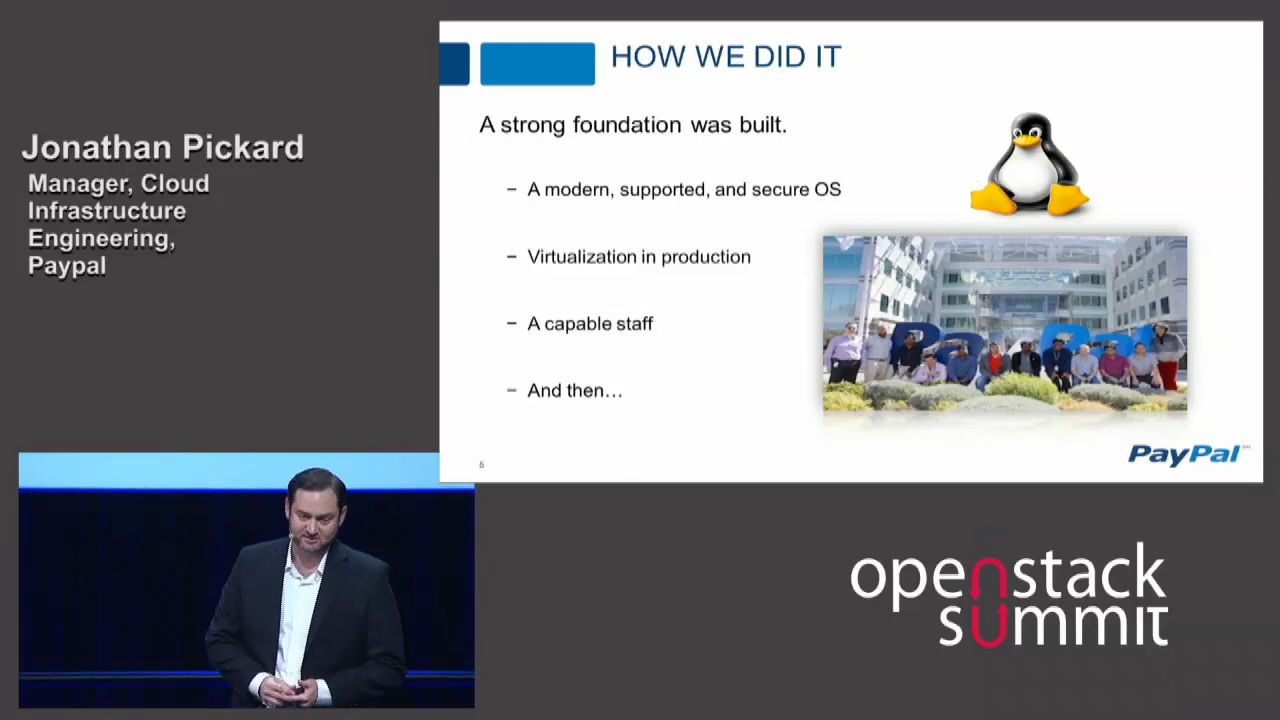 HOW WE DID IT
A strong foundation was built.
Jonathan Pickard
Manager, Cloud
Infrastructure
Engineering,
Paypal
– A modern, supported, and secure OS
– Virtualization in production
– A capable staff
– And then…
PayPal
PayPal
openstack
summit